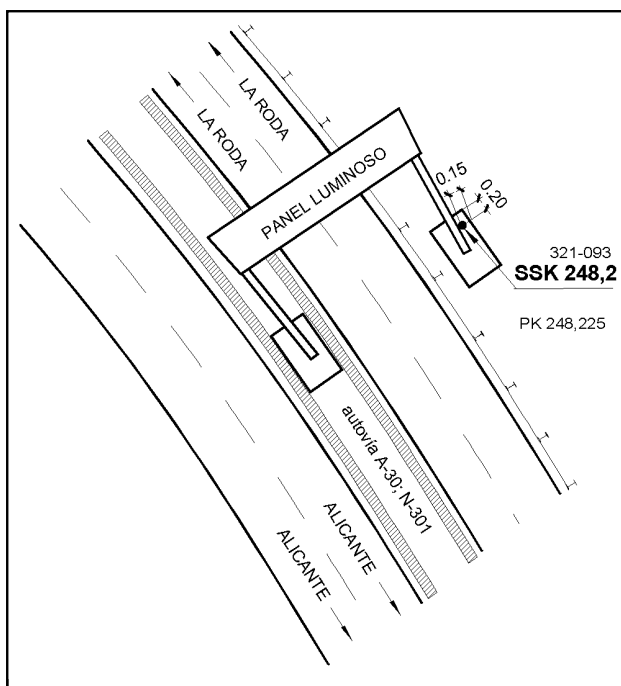 LA RODA
LA RODA
PANEL LUMINOSO
0.15
0.20
321-093
SSK 248,2
PK 248,225
autovía A-30; N-301
ALICANTE
ALICANTE